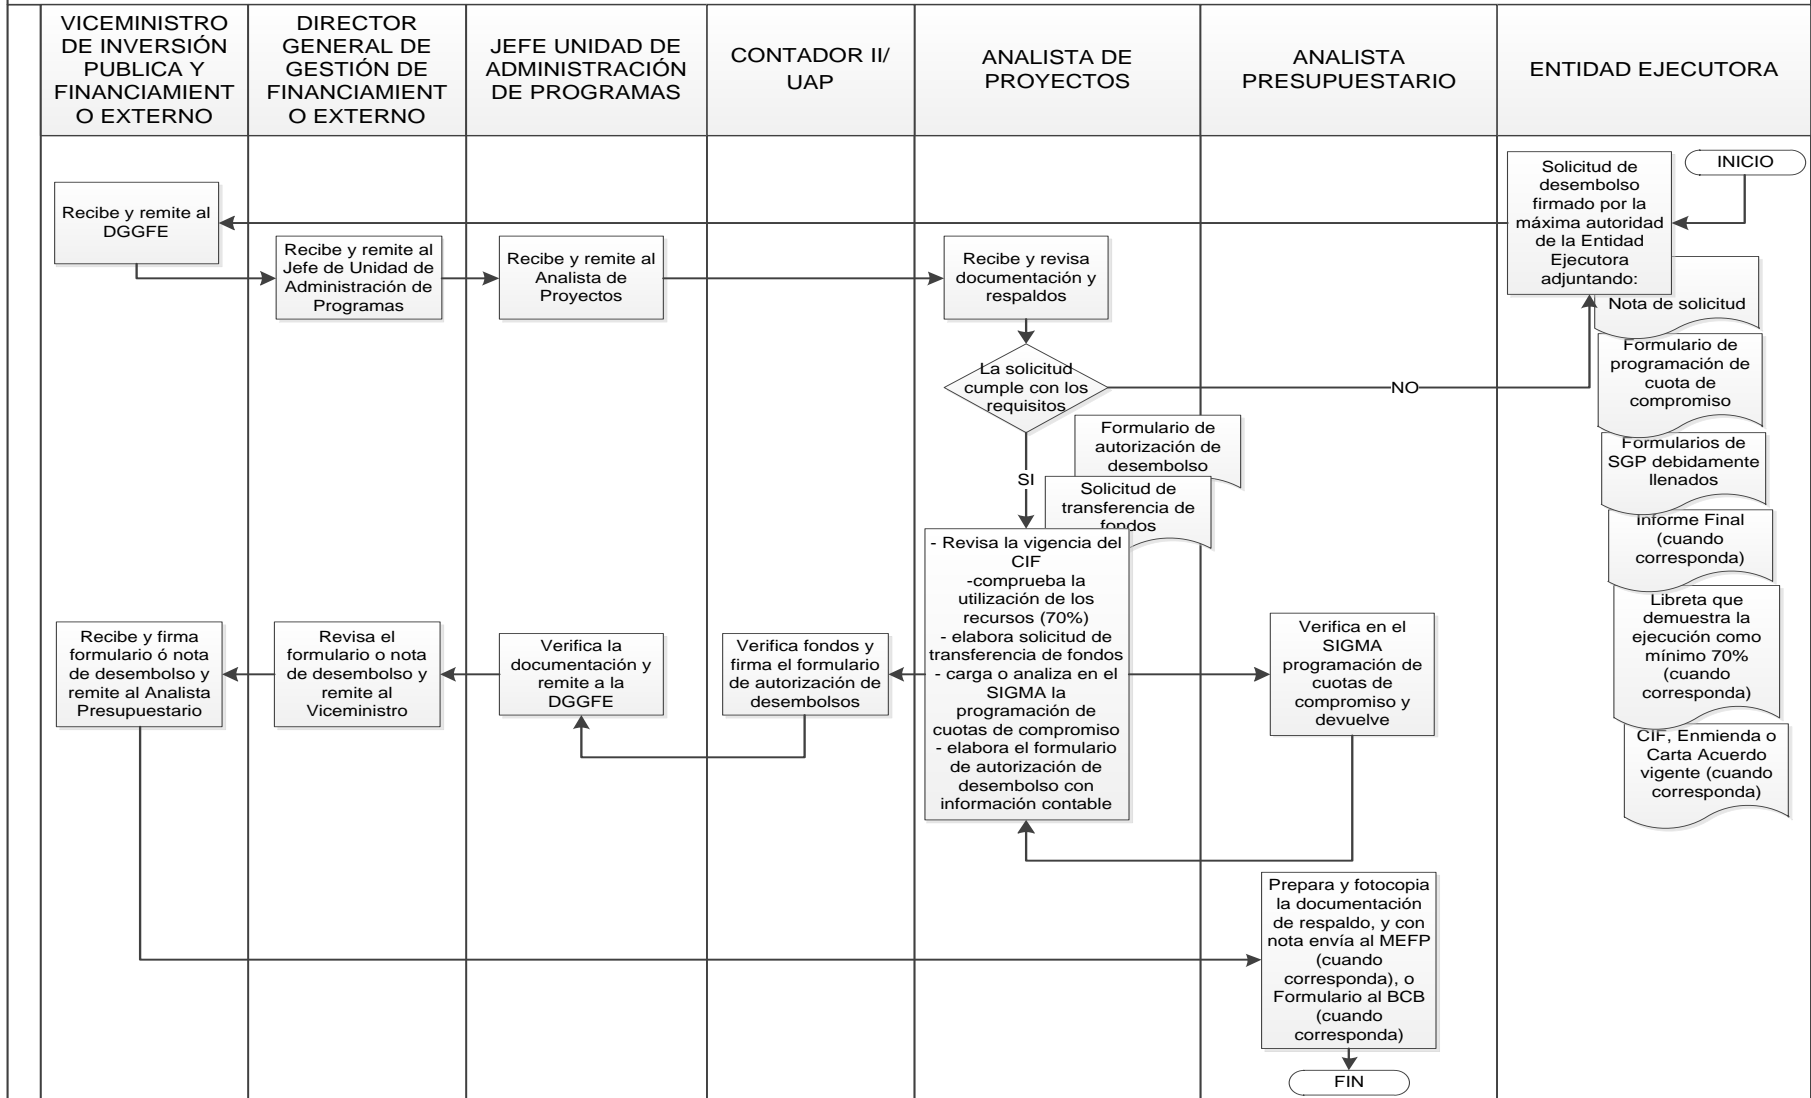 VICEMINISTRO
DE INVERSIÓN
PUBLICA Y
FINANCIAMIENT
O EXTERNO
DIRECTOR
GENERAL DE
GESTIÓN DE
FINANCIAMIENT
O EXTERNO
JEFE UNIDAD DE
ADMINISTRACIÓN
DE PROGRAMAS
CONTADOR II/
UAP
ANALISTA DE
PROYECTOS
ANALISTA
PRESUPUESTARIO
ENTIDAD EJECUTORA
INICIO
Solicitud de
desembolso
firmado por la
máxima autoridad
de la Entidad
Ejecutora
adjuntando:
Nota de solicitud
Formulario de
programación de
cuota de
compromiso
Formularios de
SGP debidamente
llenados
Informe Final
(cuando
corresponda)
Libreta que
demuestra la
ejecución como
mínimo 70%
(cuando
corresponda)
CIF, Enmienda o
Carta Acuerdo
vigente (cuando
corresponda)
Recibe y remite al
DGGFE
Recibe y remite al
Jefe de Unidad de
Administración de
Programas
Recibe y remite al
Analista de
Proyectos
Recibe y revisa
documentación y
respaldos
La solicitud
cumple con los
requisitos
NO
SI
Formulario de
autorización de
desembolso
Solicitud de
transferencia de
fondos
- Revisa la vigencia del
CIF
-comprueba la
utilización de los
recursos (70%)
- elabora solicitud de
transferencia de fondos
- carga o analiza en el
SIGMA la
programación de
cuotas de compromiso
- elabora el formulario
de autorización de
desembolso con
información contable
Verifica en el
SIGMA
programación de
cuotas de
compromiso y
devuelve
Verifica fondos y
firma el formulario
de autorización de
desembolsos
Verifica la
documentación y
remite a la
DGGFE
Revisa el
formulario o nota
de desembolso y
remite al
Viceministro
Recibe y firma
formulario ó nota
de desembolso y
remite al Analista
Presupuestario
Prepara y fotocopia
la documentación
de respaldo, y con
nota envía al MEFP
(cuando
corresponda), o
Formulario al BCB
(cuando
corresponda)
FIN